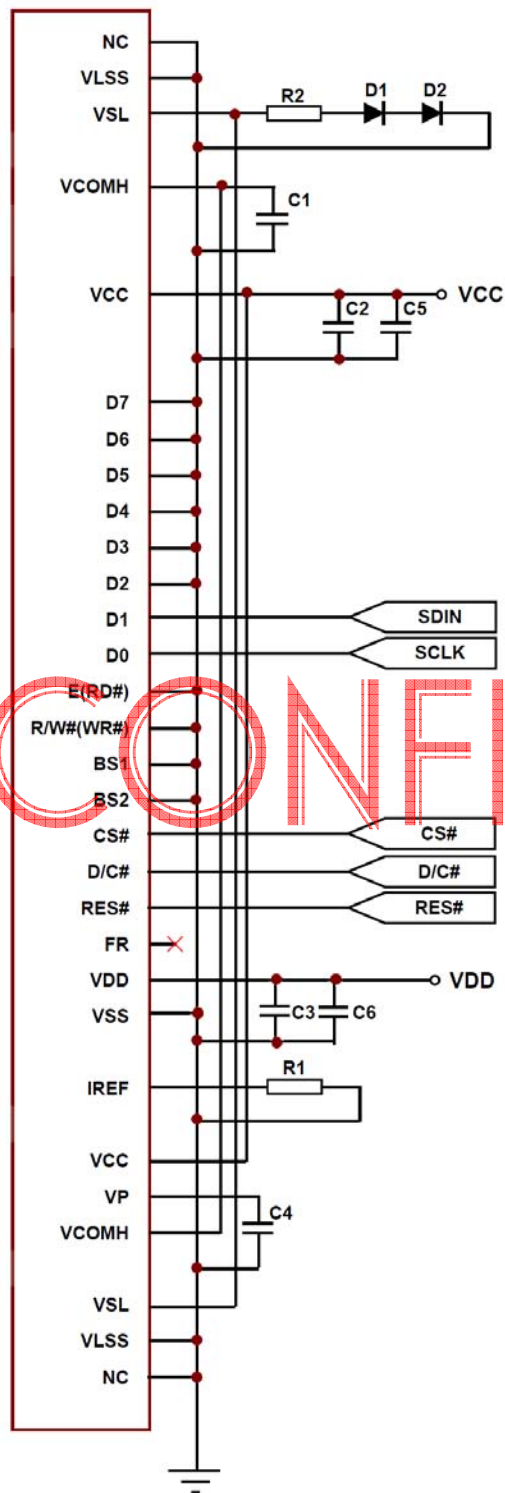 NC
VLSS
VSL
R2
D1
D2
VCOMH
C1
VCC
VCC
C2
C5
D7
D6
D5
D4
D3
D2
D1
SDIN
D0
SCLK
E(RD#)
R/W#(WR#)
BS1
BS2
CONFI
CS#
CS#
D/C#
D/C#
RES#
RES#
FR
VDD
VDD
C3
C6
VSS
R1
IREF
VCC
VP
C4
VCOMH
VSL
VLSS
NC